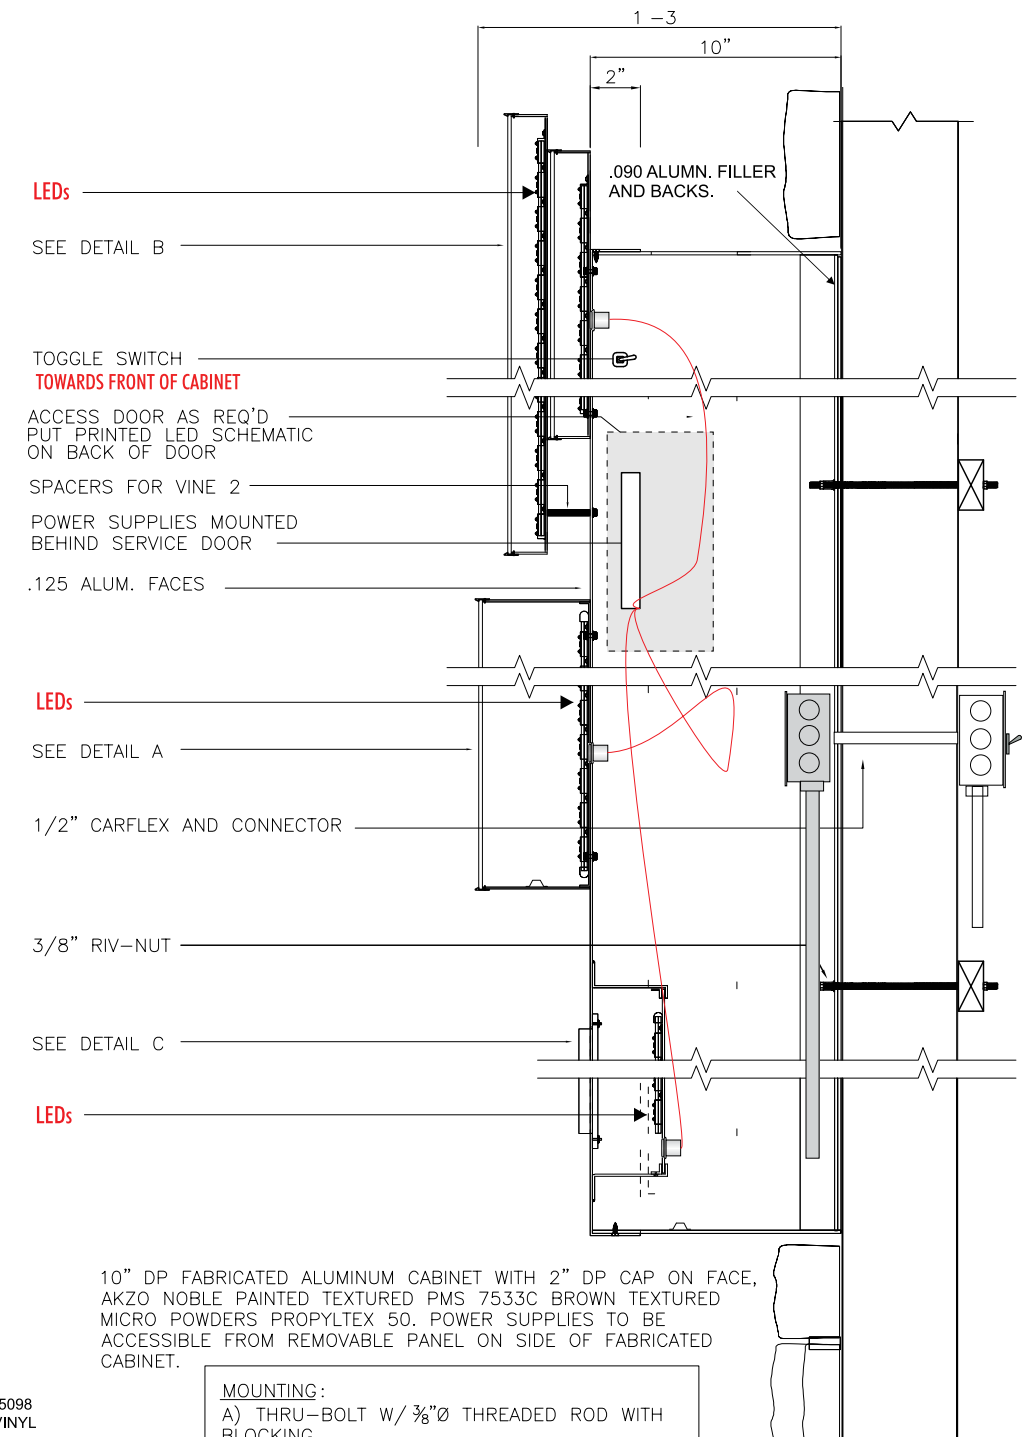 1 -3
10"
2"
.090 ALUMN. FILLER
AND BACKS.
LEDs
SEE DETAIL B
TOGGLE SWITCH
TOWARDS FRONT OF CABINET
ACCESS DOOR AS REQ'D
PUT PRINTED LED SCHEMATIC
ON BACK OF DOOR
SPACERS FOR VINE 2
POWER SUPPLIES MOUNTED
BEHIND SERVICE DOOR
.125 ALUM. FACES
LEDs
SEE DETAIL A
1/2" CARFLEX AND CONNECTOR
3/8" RIV-NUT
SEE DETAIL C
LEDs
10" DP FABRICATED ALUMINUM CABINET WITH 2" DP CAP ON FACE,
AKZO NOBLE PAINTED TEXTURED PMS 7533C BROWN TEXTURED
MICRO POWDERS PROPYLTEX 50. POWER SUPPLIES TO BE
ACCESSIBLE FROM REMOVABLE PANEL ON SIDE OF FABRICATED
CABINET.
5098
VINYL
MOUNTING:
A) THRU-BOLT W/ 3/8"Ø THREADED ROD WITH
BLOCKING